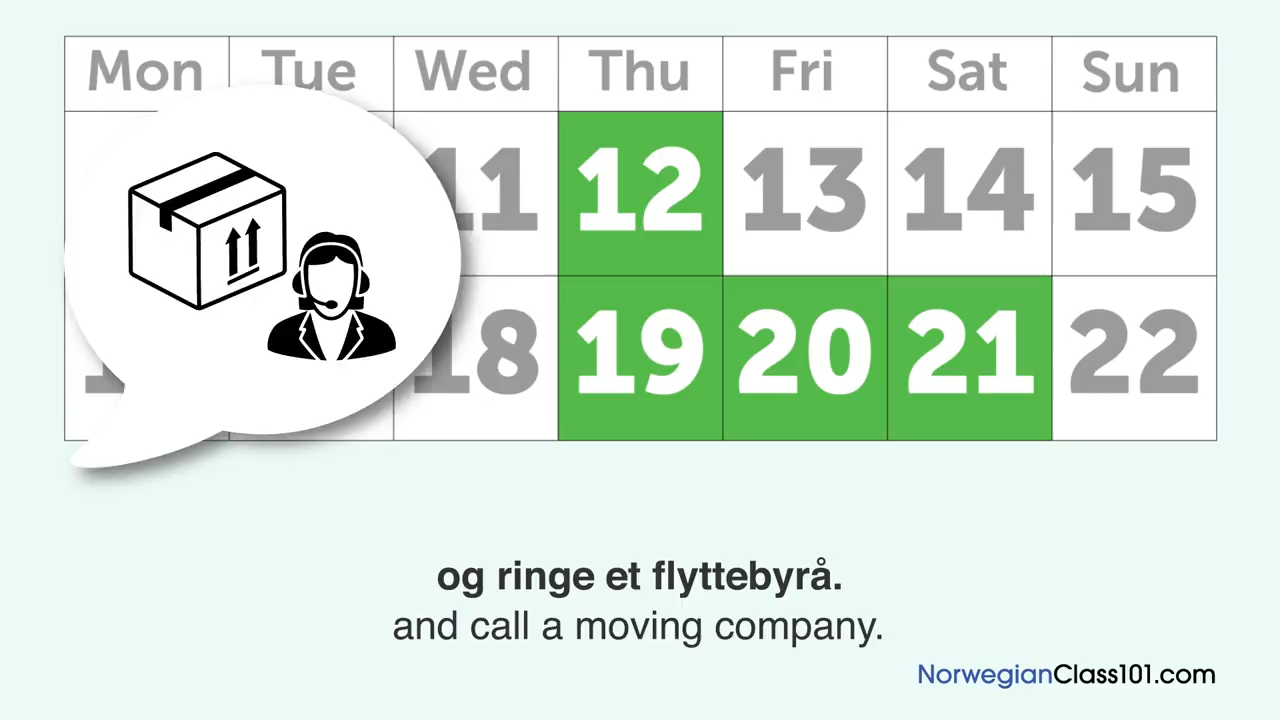 Mon Tue Wed Thu Fri Sat Sun
11 12 13 14 15
18 19 20 21 22
og ringe et flyttebyrå.
and call a moving company.
NorwegianClass101.com